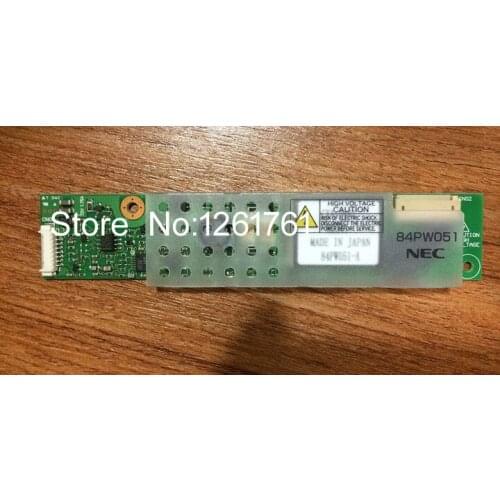 Store No:1261761
HIGH VOLTAGE
CAUTION
RISK OF ELECTRIC SHOCK.
DISCONNECT THE ELECTRIC
POWER BEFORE SERVICE.
MADE IN JAPAN
84PW051-A
84PW051
NEC